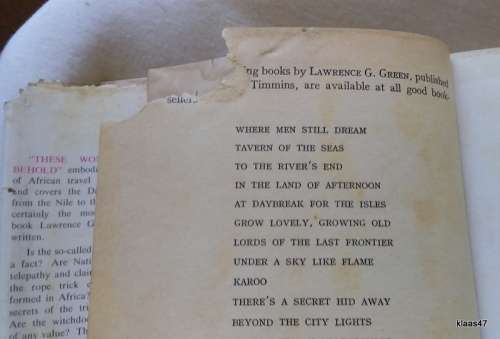 ing books by LAWRENCE G. GREEN, published
Timmins, are available at all good book-
WHERE MEN STILL DREAM
TAVERN OF THE SEAS
TO THE RIVER'S END
IN THE LAND OF AFTERNOON
AT DAYBREAK FOR THE ISLES
GROW LOVELY, GROWING OLD
LORDS OF THE LAST FRONTIER
UNDER A SKY LIKE FLAME
KAROO
THERE'S A SECRET HID AWAY
BEYOND THE CITY LIGHTS
"THESE WO
BEHOLD" embod
of African travel
and covers the D
from the Nile to th
certainly the mo
book Lawrence G
written.
Is the so-called
a fact? Are Nati
telepathy and clai
the rope trick
formed in Africa?
secrets of the tri
Are the witchdo
of any value? Th
klaas47